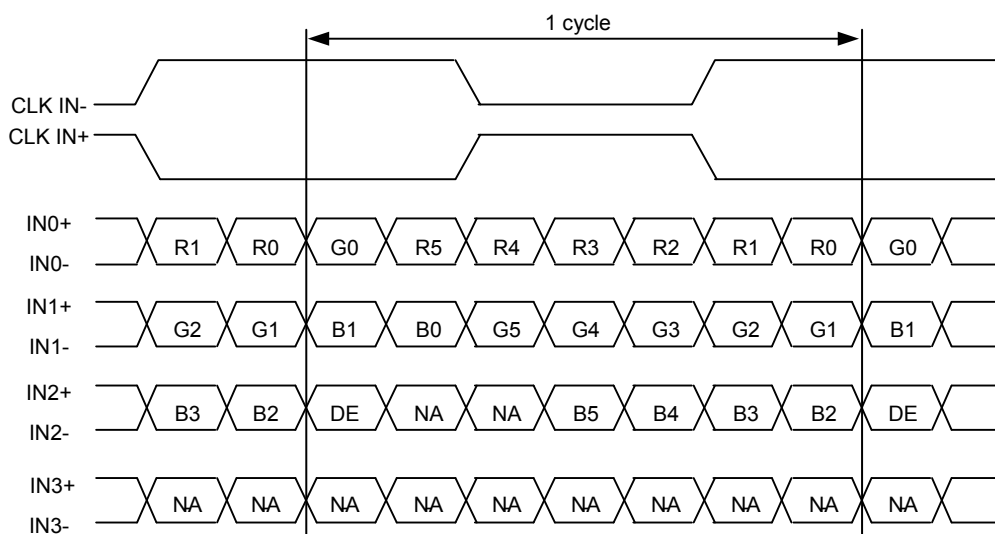 1 cycle
CLK IN-
CLK IN+
IN0+
R1 R0 G0 R5 R4 R3 R2 R1 R0 G0
IN0-
IN1+
G2 G1 B1 B0 G5 G4 G3 G2 G1 B1
IN1-
IN2+
B3 B2 DE NA NA B5 B4 B3 B2 DE
IN2-
IN3+
NA NA NA NA NA NA NA NA NA NA
IN3-